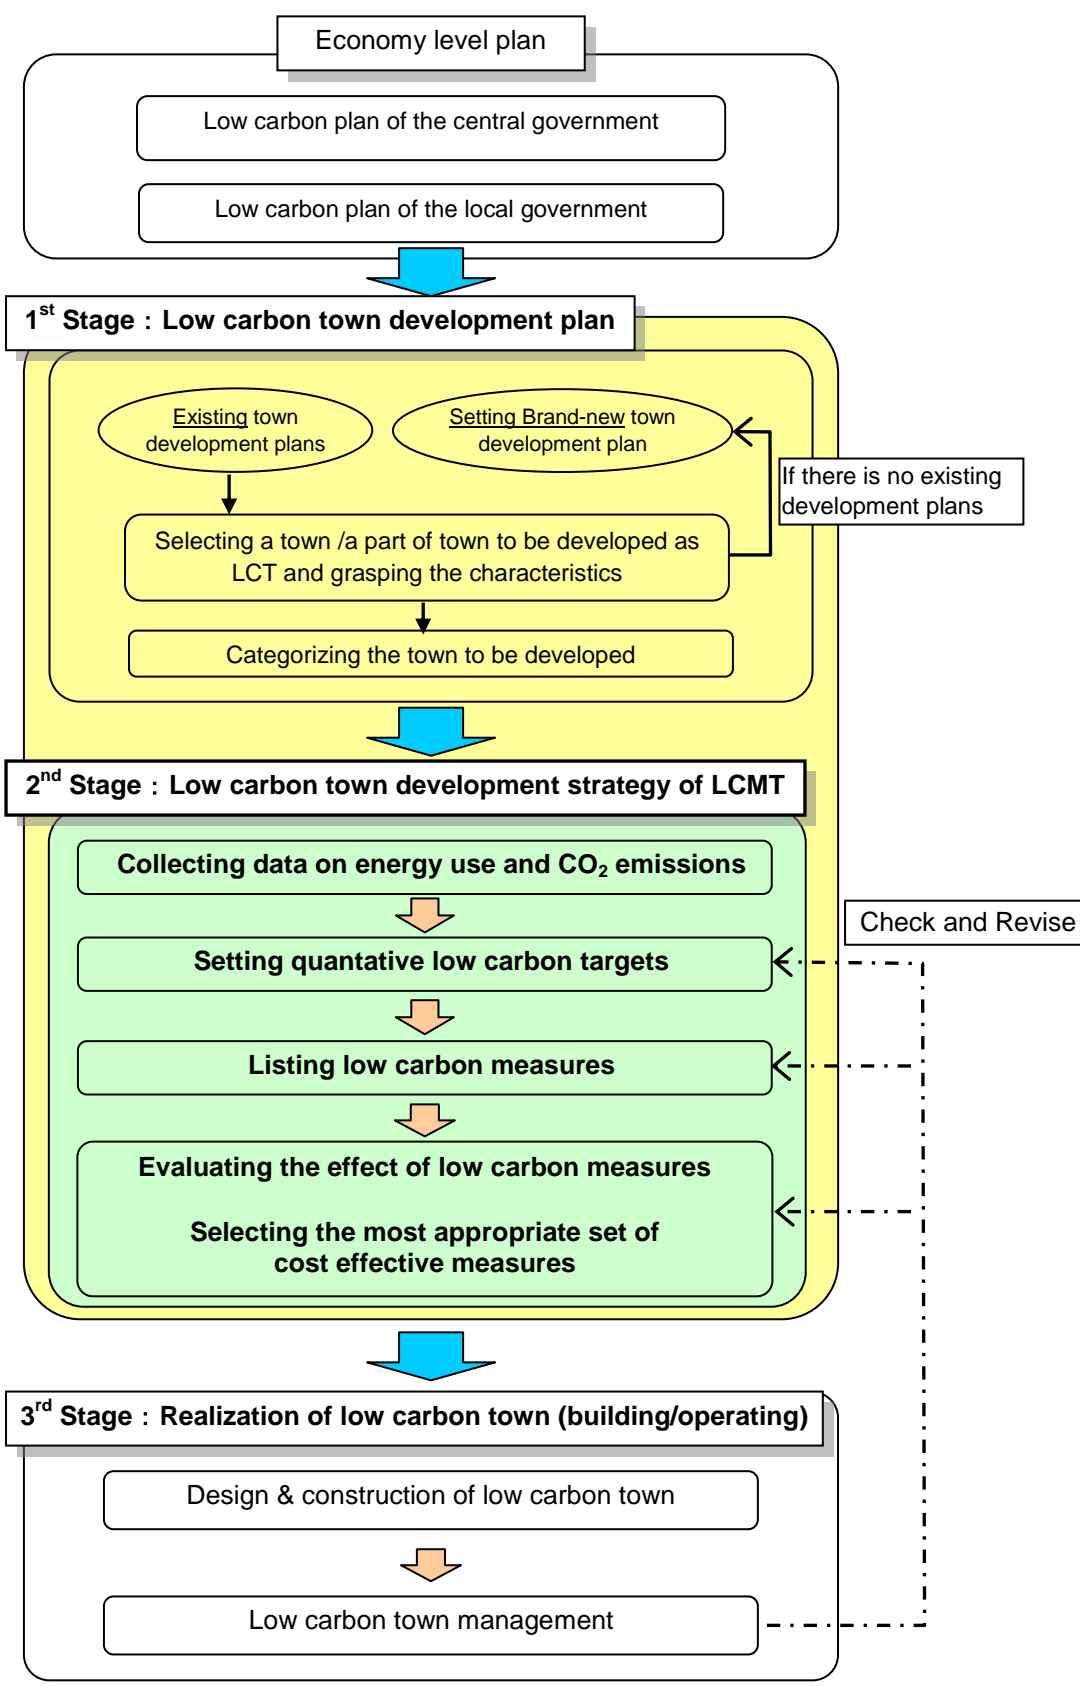 Economy level plan
Low carbon plan of the central government
Low carbon plan of the local government
1st Stage : Low carbon town development plan
Existing town
development plans
Setting Brand-new town
development plan
If there is no existing
development plans
Selecting a town /a part of town to be developed as
LCT and grasping the characteristics
Categorizing the town to be developed
2nd Stage : Low carbon town development strategy of LCMT
Collecting data on energy use and CO₂ emissions
Check and Revise
Setting quantative low carbon targets
Listing low carbon measures
Evaluating the effect of low carbon measures
Selecting the most appropriate set of
cost effective measures
3rd Stage : Realization of low carbon town (building/operating)
Design & construction of low carbon town
Low carbon town management